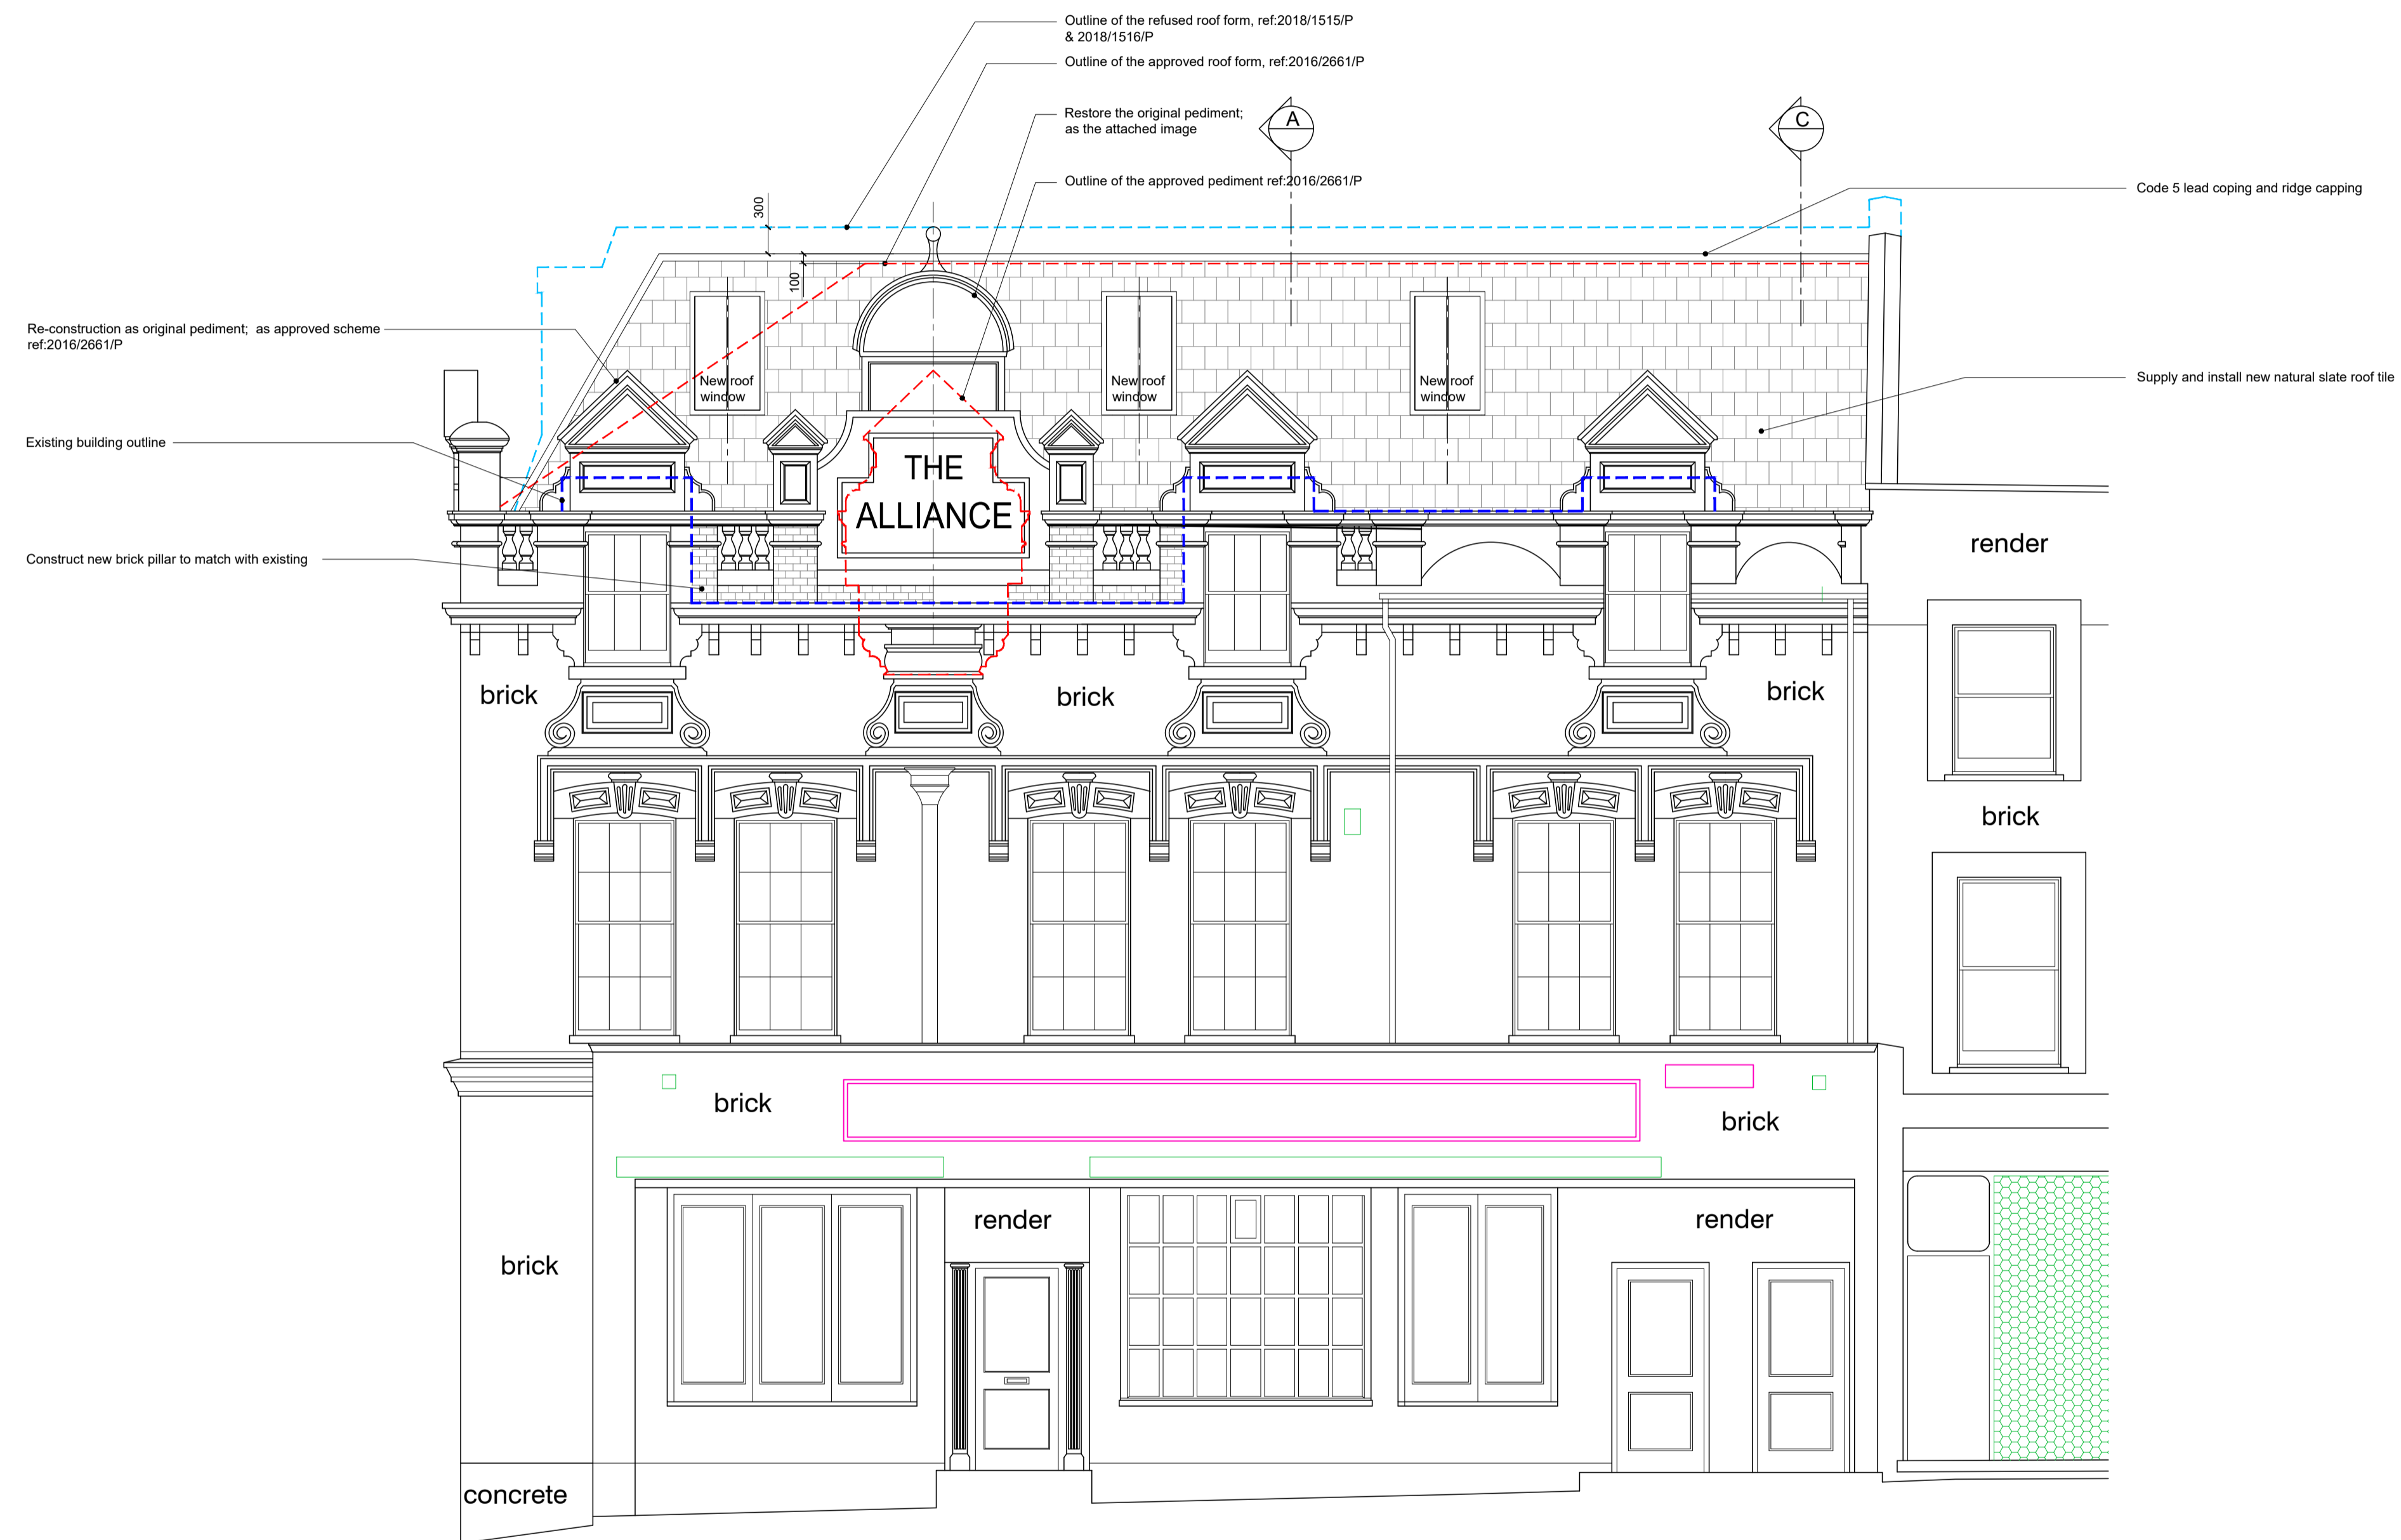 Outline of the refused roof form, ref:2018/1515/P
& 2018/1516/P
Outline of the approved roof form, ref:2016/2661/P
Restore the original pediment;
as the attached image
A
C
Outline of the approved pediment ref:2016/2661/P
Code 5 lead coping and ridge capping
300
100
Re-construction as original pediment; as approved scheme
ref:2016/2661/P
New roof
window
New roof
window
New roof
window
Supply and install new natural slate roof tile
Existing building outline
THE
ALLIANCE
render
Construct new brick pillar to match with existing
brick
brick
brick
brick
brick
brick
render
render
brick
concrete